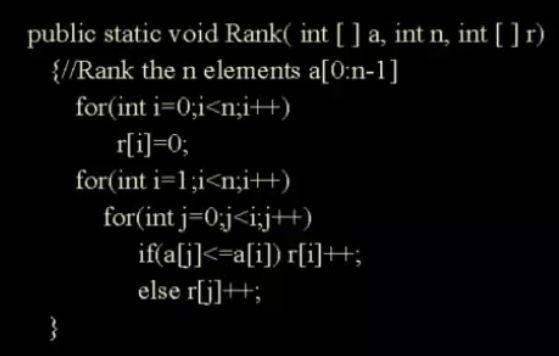 public static void Rank( int [ ] a, int n, int [ ] r)
{//Rank the n elements a[0:n-1]
for(int i=0;i<n;i++)
r[i]=0;
for(int i=1;i<n;i++)
for(int j=0;j<i;j++)
if(a[j]<=a[i]) r[i]++;
else r[j]++;
}